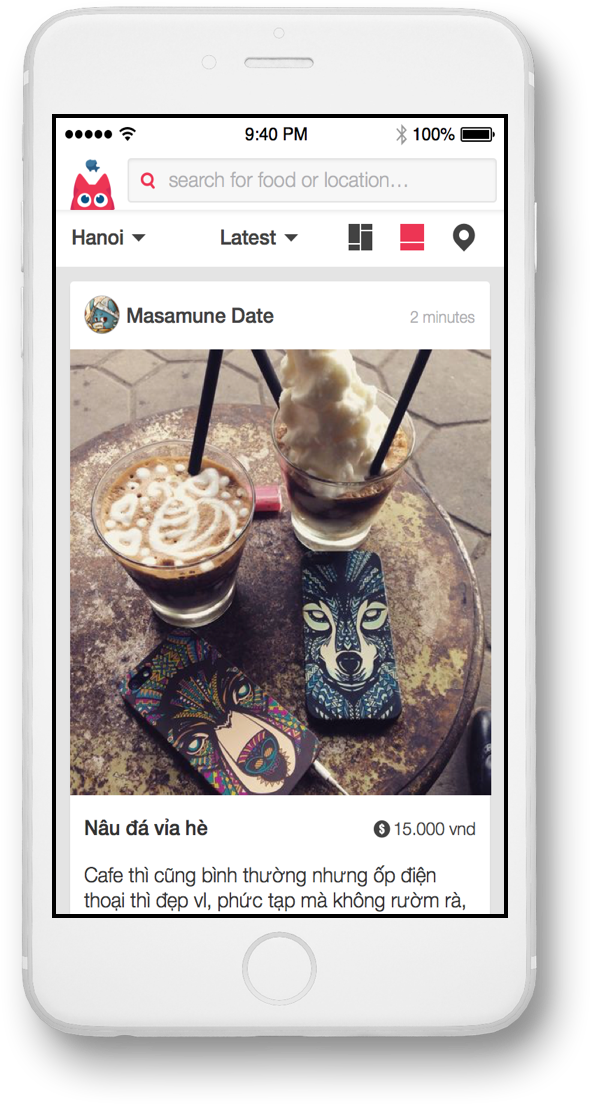 9:40 PM
100%
search for food or location...
Hanoi
Latest
Masamune Date
2 minutes
Nâu đá vỉa hè
$ 15.000 vnd
Cafe thì cũng bình thường nhưng ốp điện
thoại thì đẹp vl, phức tạp mà không rườm rà,